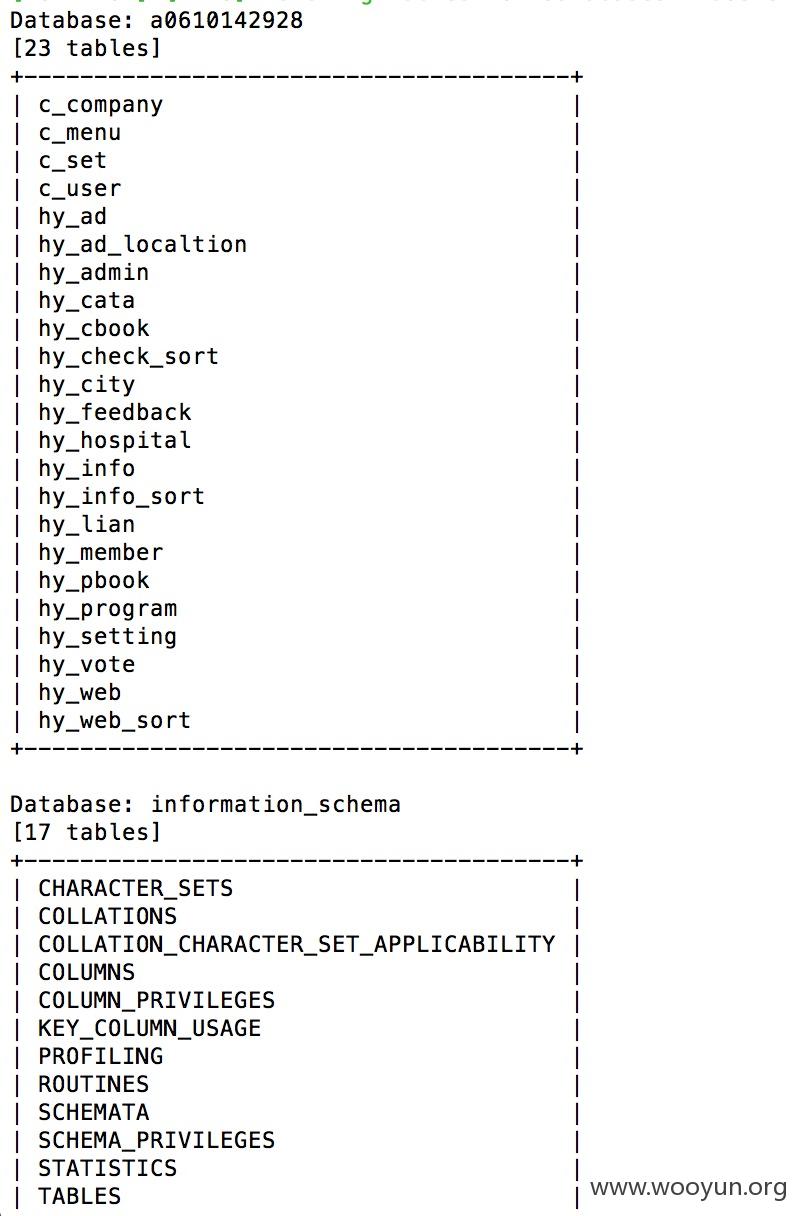 Database: a0610142928
[23 tables]
+---------------------------------------+
| c_company                             |
| c_menu                                |
| c_set                                 |
| c_user                                |
| hy_ad                                 |
| hy_ad_localtion                       |
| hy_admin                              |
| hy_cata                               |
| hy_cbook                              |
| hy_check_sort                         |
| hy_city                               |
| hy_feedback                           |
| hy_hospital                           |
| hy_info                               |
| hy_info_sort                          |
| hy_lian                               |
| hy_member                             |
| hy_pbook                              |
| hy_program                            |
| hy_setting                            |
| hy_vote                               |
| hy_web                                |
| hy_web_sort                           |
+---------------------------------------+

Database: information_schema
[17 tables]
+---------------------------------------+
| CHARACTER_SETS                        |
| COLLATIONS                            |
| COLLATION_CHARACTER_SET_APPLICABILITY |
| COLUMNS                               |
| COLUMN_PRIVILEGES                     |
| KEY_COLUMN_USAGE                      |
| PROFILING                             |
| ROUTINES                              |
| SCHEMATA                              |
| SCHEMA_PRIVILEGES                     |
| STATISTICS                            |
| TABLES                                |
www.wooyun.org